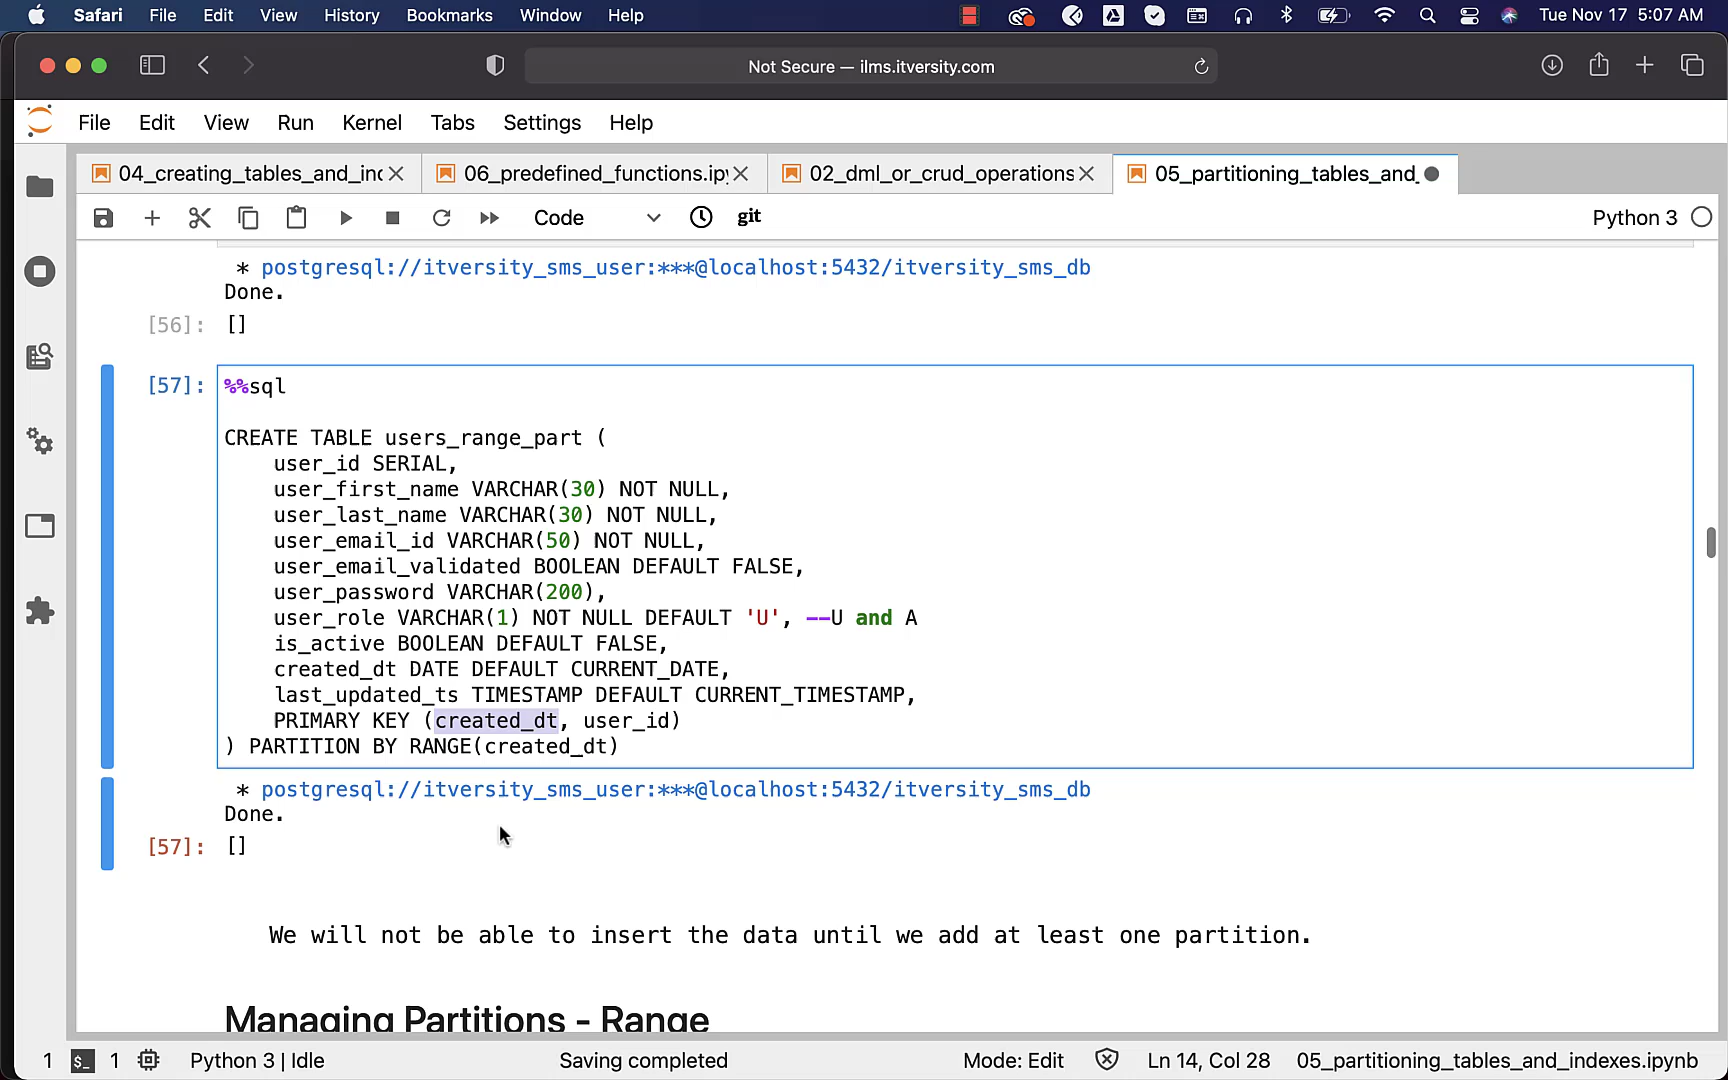 Safari File Edit View History Bookmarks Window Help Tue Nov 17 5:07 AM
Not Secure — ilms.itversity.com
File Edit View Run Kernel Tabs Settings Help
04_creating_tables_and_inc 06_predefined_functions.ipy 02_dml_or_crud_operations 05_partitioning_tables_and_
Code git Python 3
* postgresql://itversity_sms_user:***@localhost:5432/itversity_sms_db
Done.
[56]: []
[57]: %%sql
CREATE TABLE users_range_part (
user_id SERIAL,
user_first_name VARCHAR(30) NOT NULL,
user_last_name VARCHAR(30) NOT NULL,
user_email_id VARCHAR(50) NOT NULL,
user_email_validated BOOLEAN DEFAULT FALSE,
user_password VARCHAR(200),
user_role VARCHAR(1) NOT NULL DEFAULT 'U', --U and A
is_active BOOLEAN DEFAULT FALSE,
created_dt DATE DEFAULT CURRENT_DATE,
last_updated_ts TIMESTAMP DEFAULT CURRENT_TIMESTAMP,
PRIMARY KEY (created_dt, user_id)
) PARTITION BY RANGE(created_dt)
* postgresql://itversity_sms_user:***@localhost:5432/itversity_sms_db
Done.
[57]: []
We will not be able to insert the data until we add at least one partition.
Managing Partitions - Range
1 $_ 1 Python 3 | Idle Saving completed Mode: Edit Ln 14, Col 28 05_partitioning_tables_and_indexes.ipynb